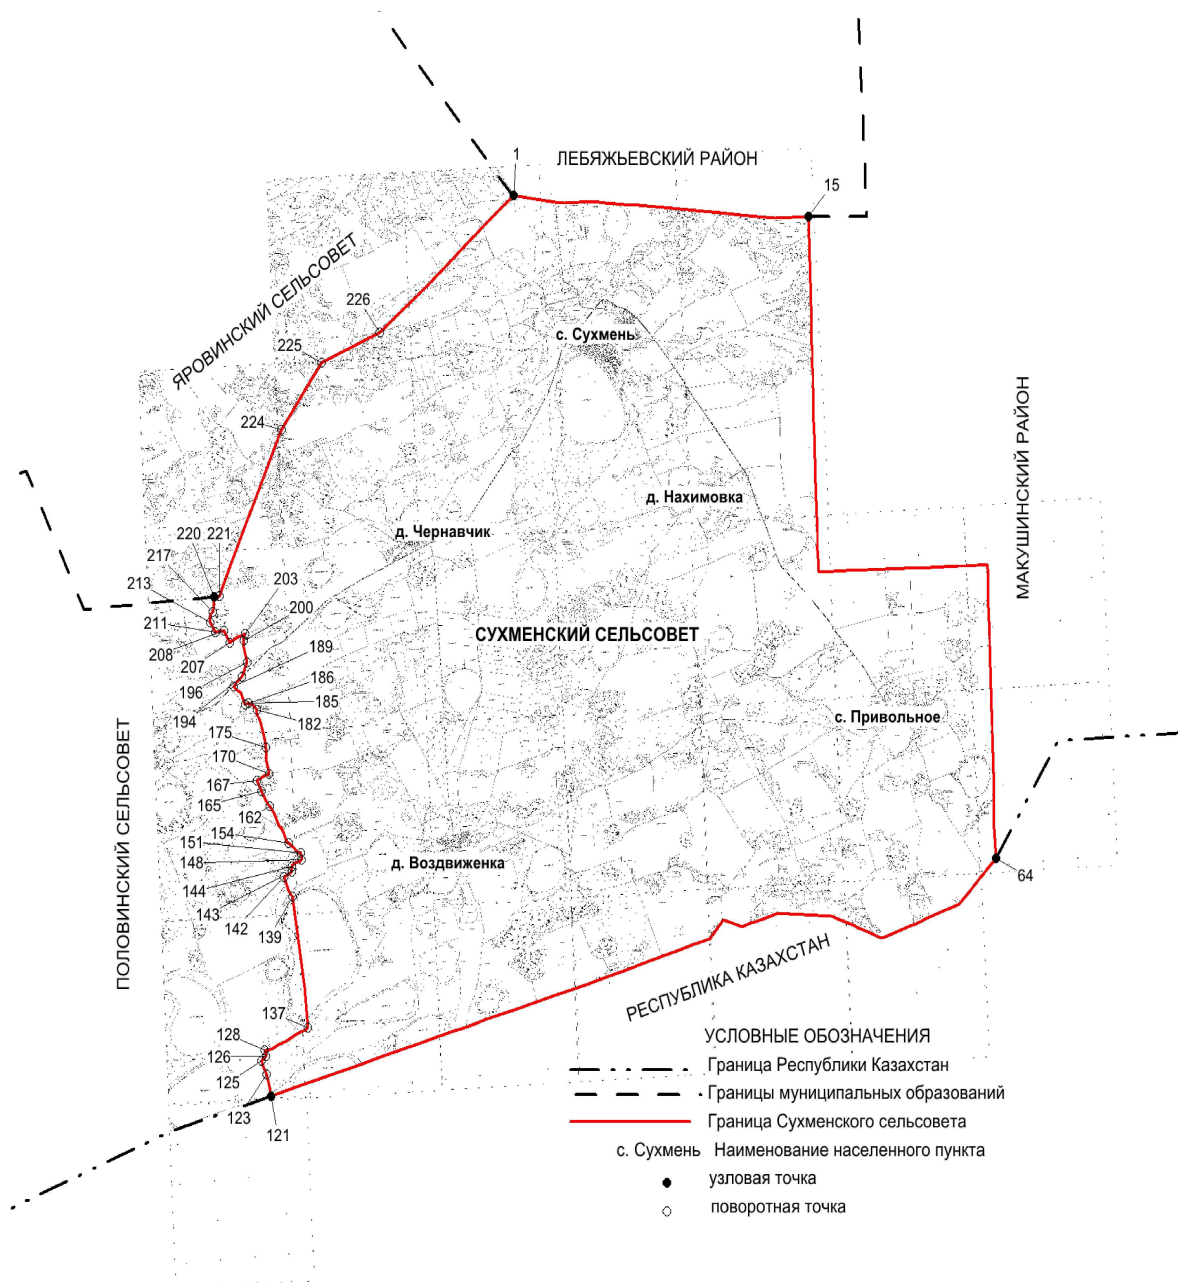 1
ЛЕБЯЖЬЕВСКИЙ РАЙОН
15
ЯРОВИНСКИЙ СЕЛЬСОВЕТ
226
с. Сухмень
225
МАКУШИНСКИЙ РАЙОН
224
д. Нахимовка
д. Чернавчик
220
221
217
213
203
211
200
СУХМЕНСКИЙ СЕЛЬСОВЕТ
208
207
189
196
186
194
185
182
с. Привольное
ПОЛОВИНСКИЙ СЕЛЬСОВЕТ
175
170
167
165
162
154
151
148
д. Воздвиженка
144
64
143
142
139
РЕСПУБЛИКА КАЗАХСТАН
137
128
126
125
123
121
УСЛОВНЫЕ ОБОЗНАЧЕНИЯ
Граница Республики Казахстан
Границы муниципальных образований
Граница Сухменского сельсовета
с. Сухмень Наименование населенного пункта
узловая точка
поворотная точка